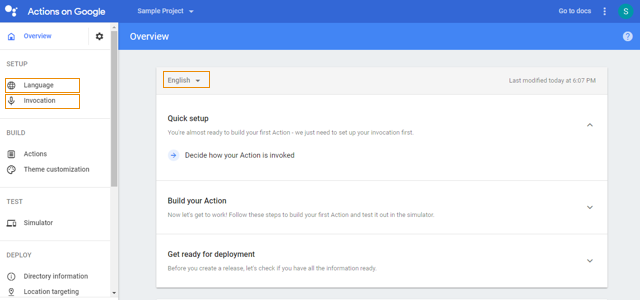 Actions on Google
Sample Project
Go to docs
S
Overview
Overview
SETUP
Language
Invocation
BUILD
Actions
Theme customization
TEST
Simulator
DEPLOY
Directory information
Location targeting
English
Last modified today at 6:07 PM
Quick setup
You're almost ready to build your first Action - we just need to set up your invocation first.
Decide how your Action is invoked
Build your Action
Now let's get to work! Follow these steps to build your first Action and test it out in the simulator.
Get ready for deployment
Before you create a release, let's check if you have all the information ready.